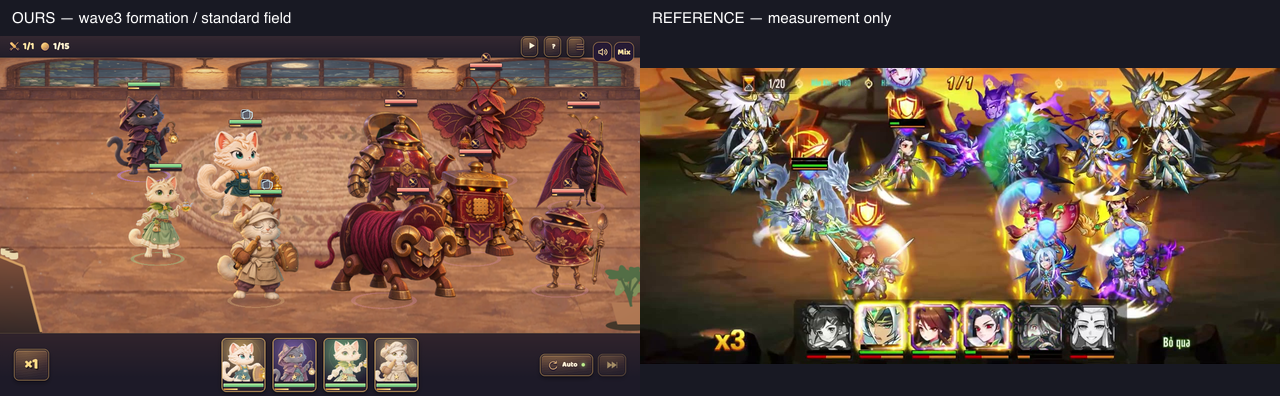 OURS — wave3 formation / standard field
REFERENCE — measurement only
1/1 1/15
?
Mix
1/20
1/1
x1
Auto
x3
Bỏ qua